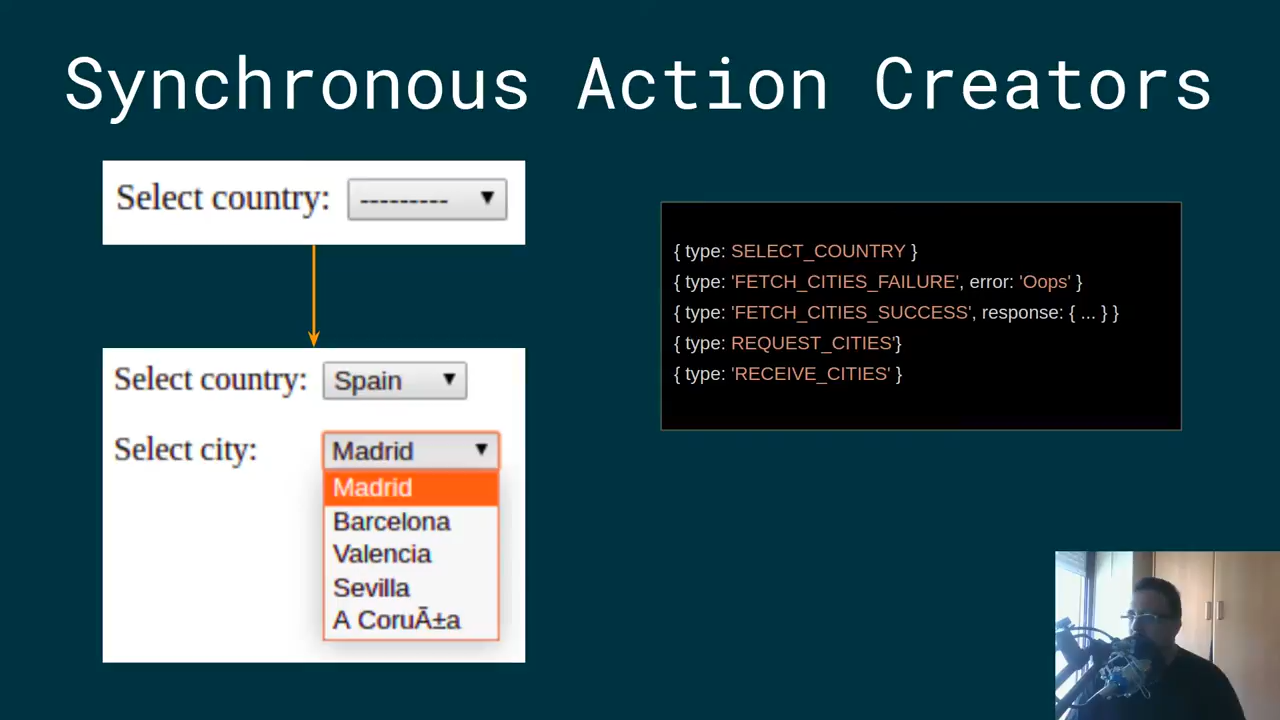 Synchronous Action Creators
Select country: ---------
Select country: Spain
Select city: Madrid
Madrid
Barcelona
Valencia
Sevilla
A CoruÃ±a
{ type: SELECT_COUNTRY }
{ type: 'FETCH_CITIES_FAILURE', error: 'Oops' }
{ type: 'FETCH_CITIES_SUCCESS', response: { ... } }
{ type: REQUEST_CITIES'}
{ type: 'RECEIVE_CITIES' }